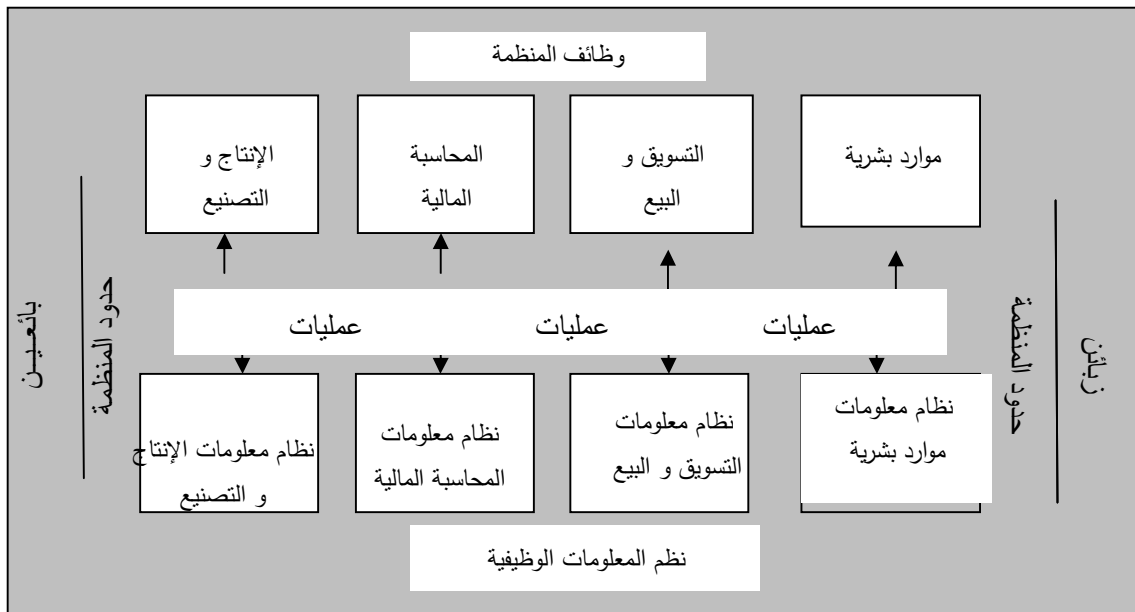 وظائف المنظمة
موارد بشرية
التسويق و
البيع
المحاسبة
المالية
الإنتاج و
التصنيع
زبائن
حدود المنظمة
عمليات
عمليات
عمليات
حدود المنظمة
بائعـيـــن
نظام معلومات
موارد بشرية
نظام معلومات
التسويق و البيع
نظام معلومات
المحاسبة المالية
نظام معلومات الإنتاج
و التصنيع
نظم المعلومات الوظيفية